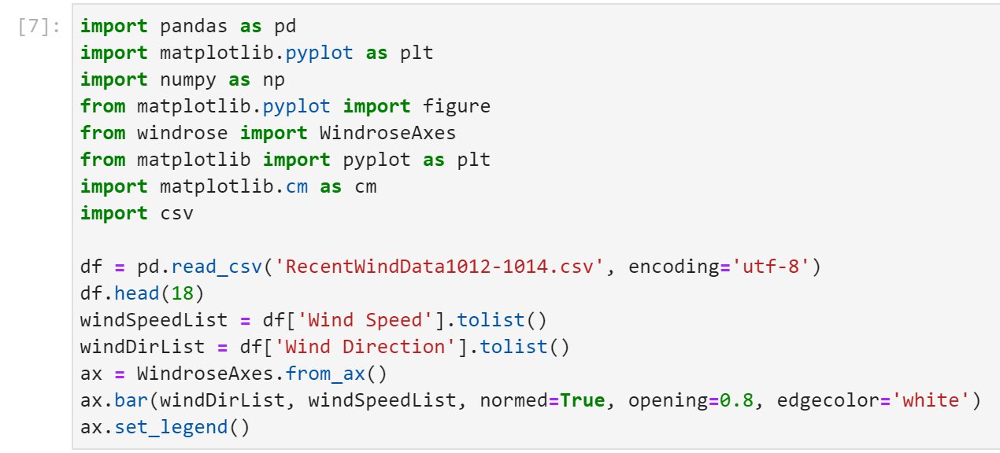 [7]:
import pandas as pd
import matplotlib.pyplot as plt
import numpy as np
from matplotlib.pyplot import figure
from windrose import WindroseAxes
from matplotlib import pyplot as plt
import matplotlib.cm as cm
import csv
df = pd.read_csv('RecentWindData1012-1014.csv', encoding='utf-8')
df.head(18)
windSpeedList = df['Wind Speed'].tolist()
windDirList = df['Wind Direction'].tolist()
ax = WindroseAxes.from_ax()
ax.bar(windDirList, windSpeedList, normed=True, opening=0.8, edgecolor='white')
ax.set_legend()